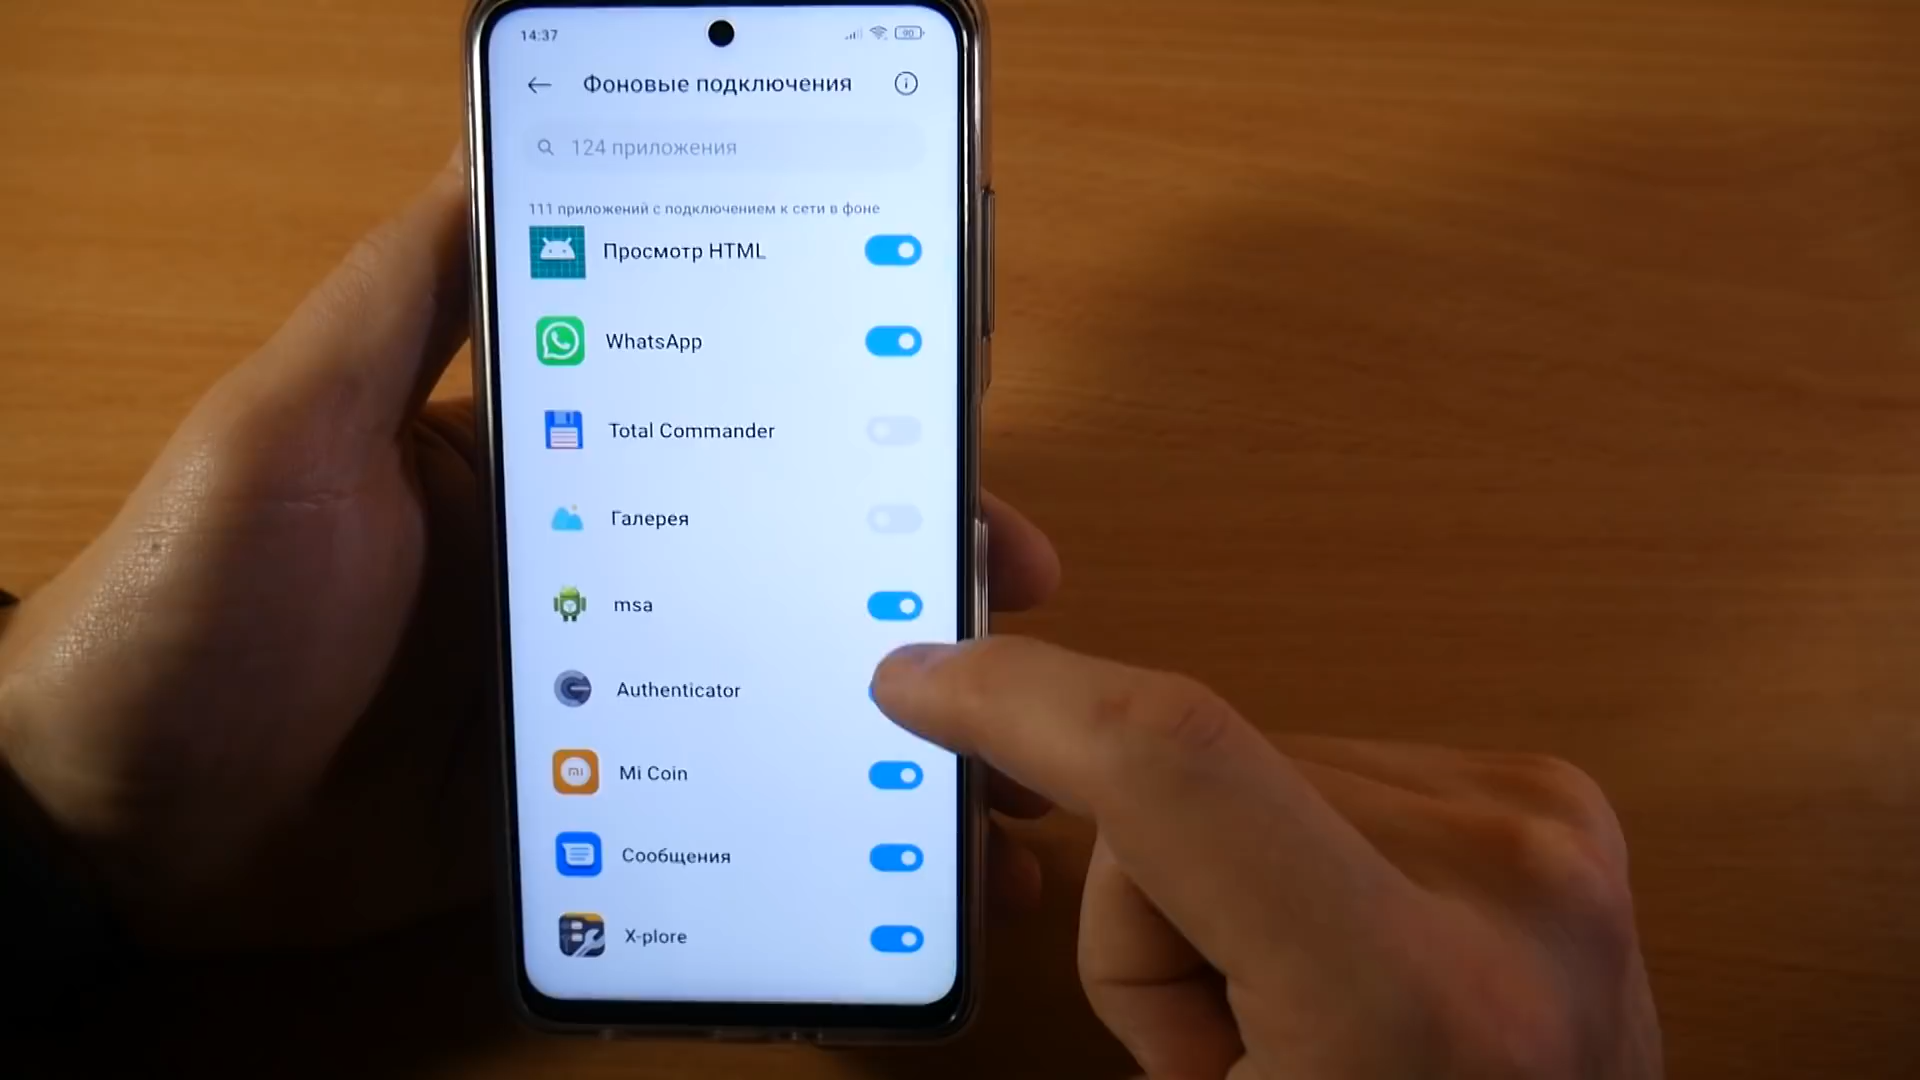 14:37
90
Фоновые подключения
124 приложения
111 приложений с подключением к сети в фоне
Просмотр HTML
WhatsApp
Total Commander
Галерея
msa
Authenticator
Mi Coin
Сообщения
X-plore